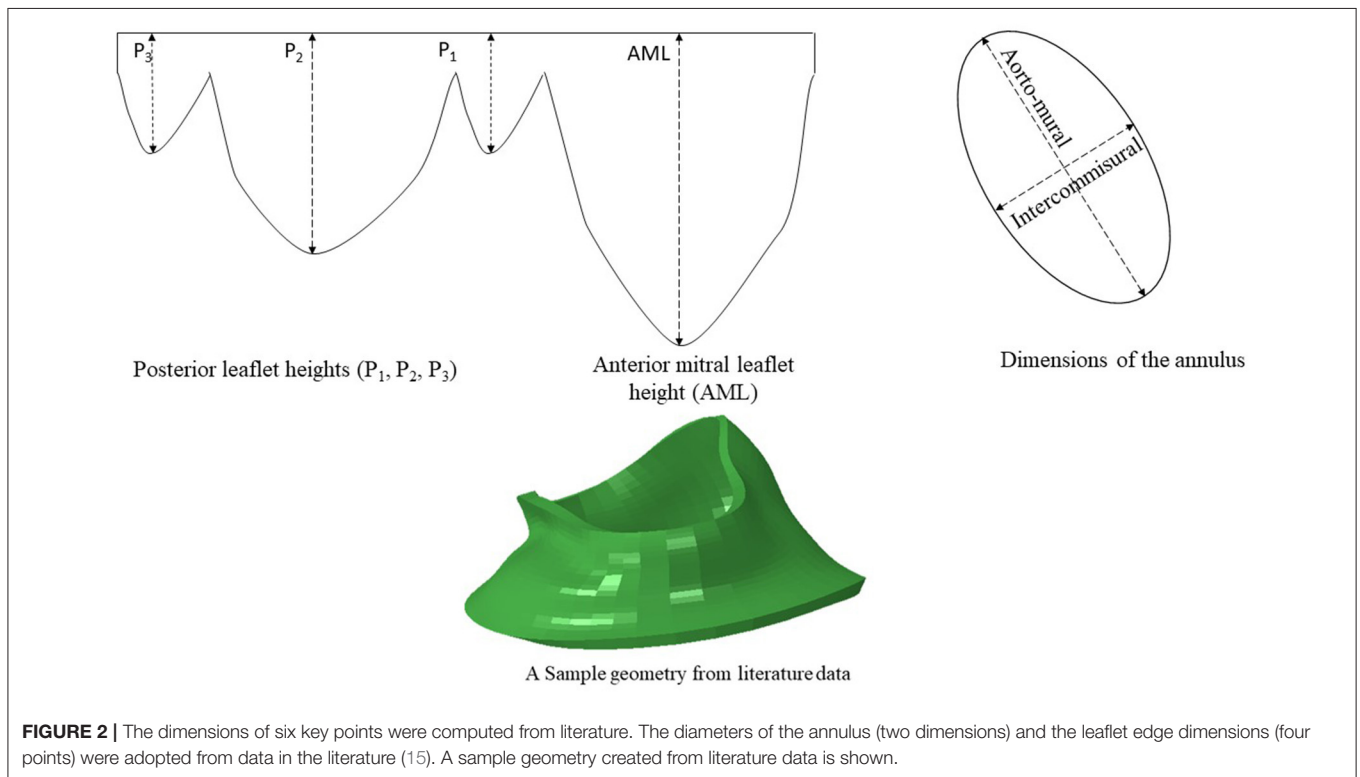 P₃
P₂
P₁
AML
Aorto-mural
Intercommisural
Posterior leaflet heights (P₁, P₂, P₃)
Anterior mitral leaflet
height (AML)
Dimensions of the annulus
A Sample geometry from literature data
FIGURE 2 | The dimensions of six key points were computed from literature. The diameters of the annulus (two dimensions) and the leaflet edge dimensions (four
points) were adopted from data in the literature (15). A sample geometry created from literature data is shown.